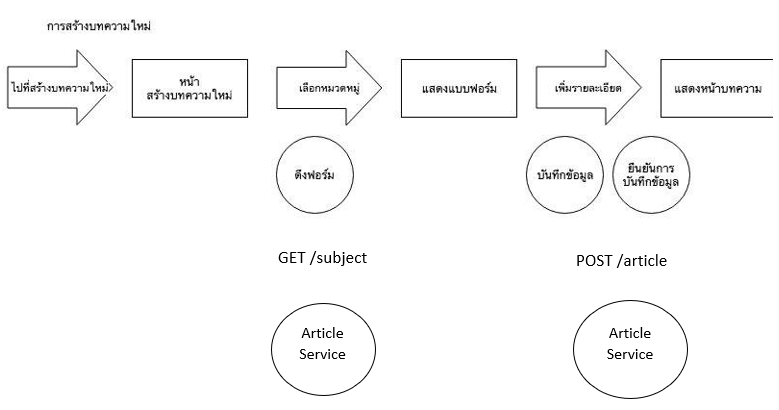 การสร้างบทความใหม่
ไปที่สร้างบทความใหม่
หน้า
สร้างบทความใหม่
เลือกหมวดหมู่
แสดงแบบฟอร์ม
เพิ่มรายละเอียด
แสดงหน้าบทความ
ดึงฟอร์ม
บันทึกข้อมูล
ยืนยันการ
บันทึกข้อมูล
GET /subject
POST /article
Article
Service
Article
Service